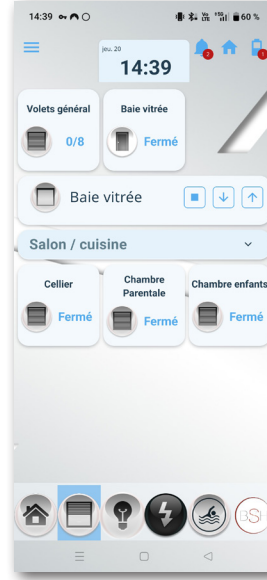 14:39
60 %
jeu. 20
14:39
2
1
Volets général
0/8
Baie vitrée
Fermé
Baie vitrée
Salon / cuisine
Cellier
Fermé
Chambre
Parentale
Fermé
Chambre enfants
Fermé
BSB